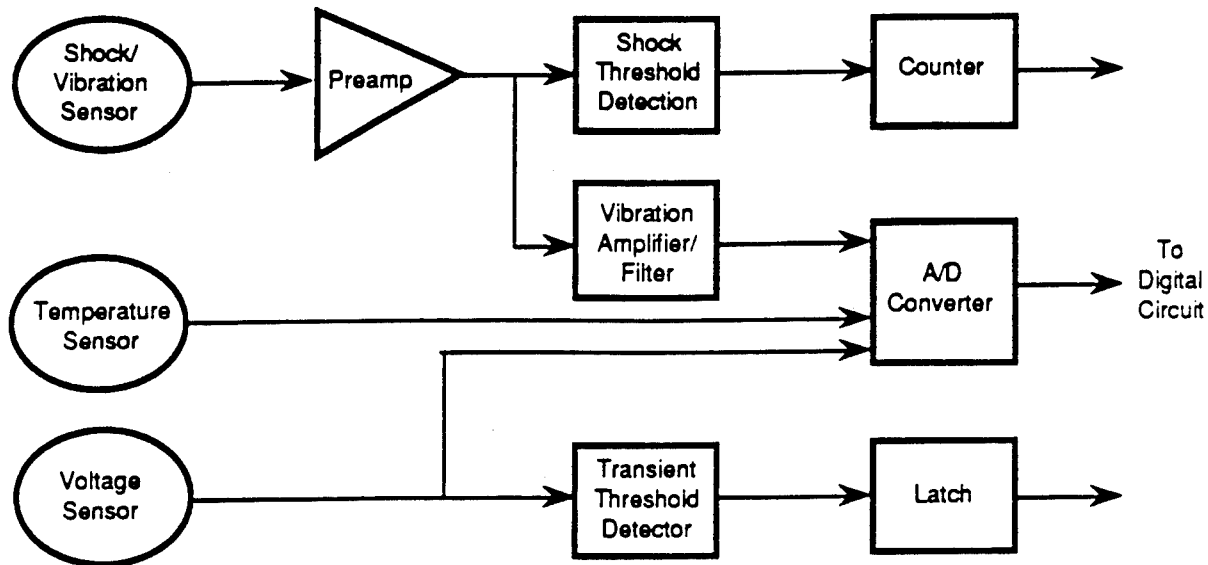 Shock/
Vibration
Sensor
Preamp
Shock
Threshold
Detection
Counter
Vibration
Amplifier/
Filter
A/D
Converter
To
Digital
Circuit
Temperature
Sensor
Voltage
Sensor
Transient
Threshold
Detector
Latch